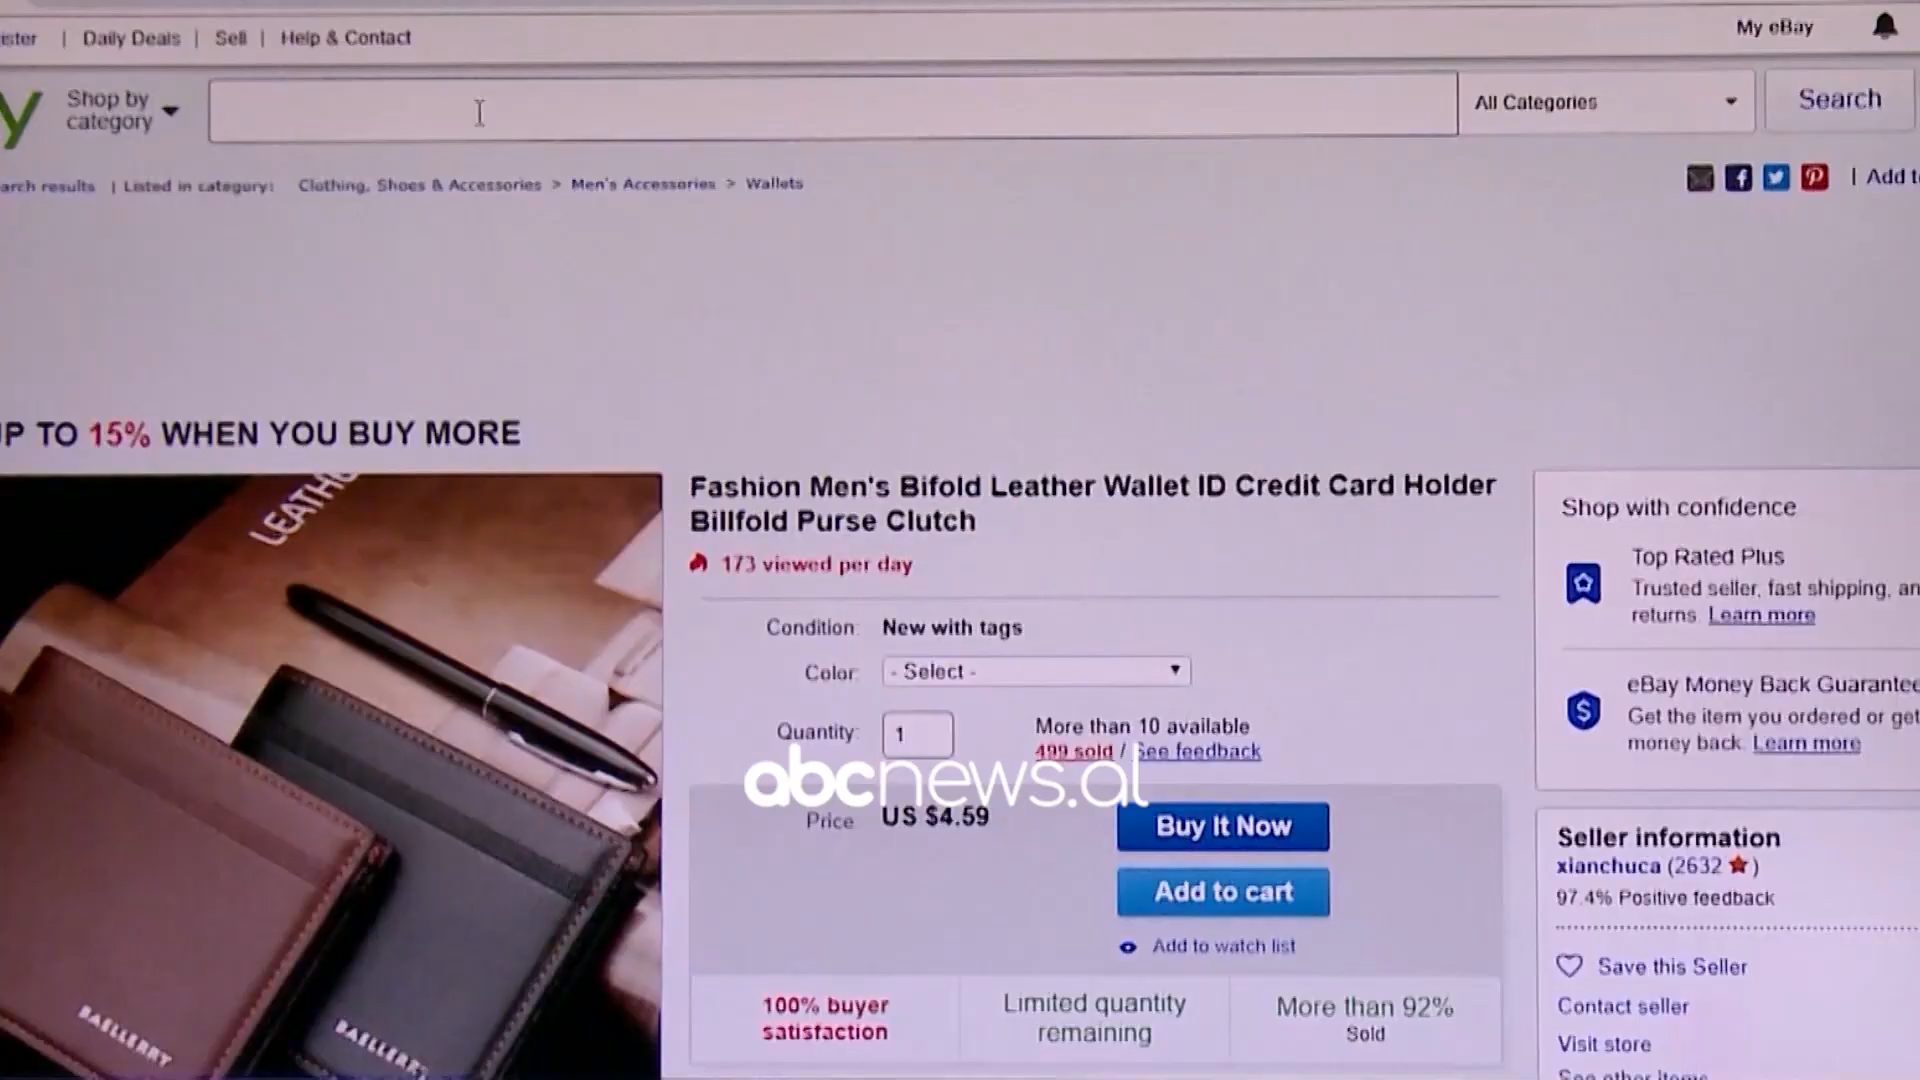 ister | Daily Deals | Sell | Help & Contact
My eBay
y
Shop by
category
All Categories
Search
arch results | Listed in category: Clothing, Shoes & Accessories > Men's Accessories > Wallets
| Add to
UP TO 15% WHEN YOU BUY MORE
LEATHE
BAELLERRY
BAELLERRY
Fashion Men's Bifold Leather Wallet ID Credit Card Holder
Billfold Purse Clutch
173 viewed per day
Condition: New with tags
Color: - Select -
Quantity: 1
More than 10 available
499 sold / See feedback
abcnews.al
Price US $4.59
Buy It Now
Add to cart
Add to watch list
100% buyer
satisfaction
Limited quantity
remaining
More than 92%
Sold
Shop with confidence
Top Rated Plus
Trusted seller, fast shipping, an
returns. Learn more
eBay Money Back Guarantee
Get the item you ordered or get
money back. Learn more
Seller information
xianchuca (2632 ★)
97.4% Positive feedback
Save this Seller
Contact seller
Visit store
See other items